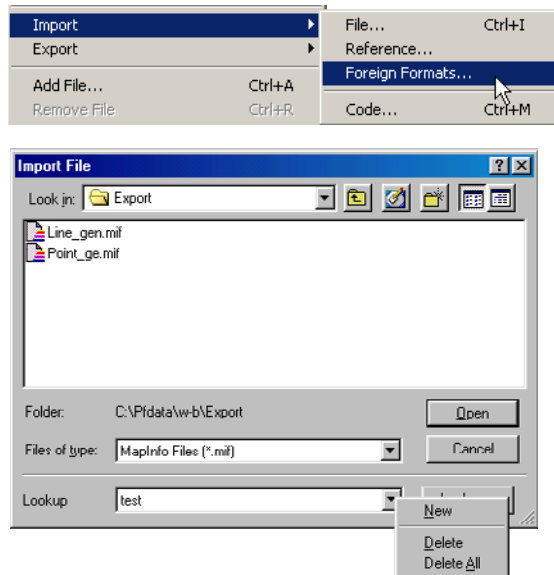 Import
Export
Add File... Ctrl+A
Remove File Ctrl+R
File... Ctrl+I
Reference...
Foreign Formats...
Code... Ctrl+M
Import File
Look in: Export
Line_gen.mif
Point_ge.mif
Folder: C:\Pfdata\w-b\Export Open
Files of type: MapInfo Files (*.mif) Cancel
Lookup test
New
Delete
Delete All